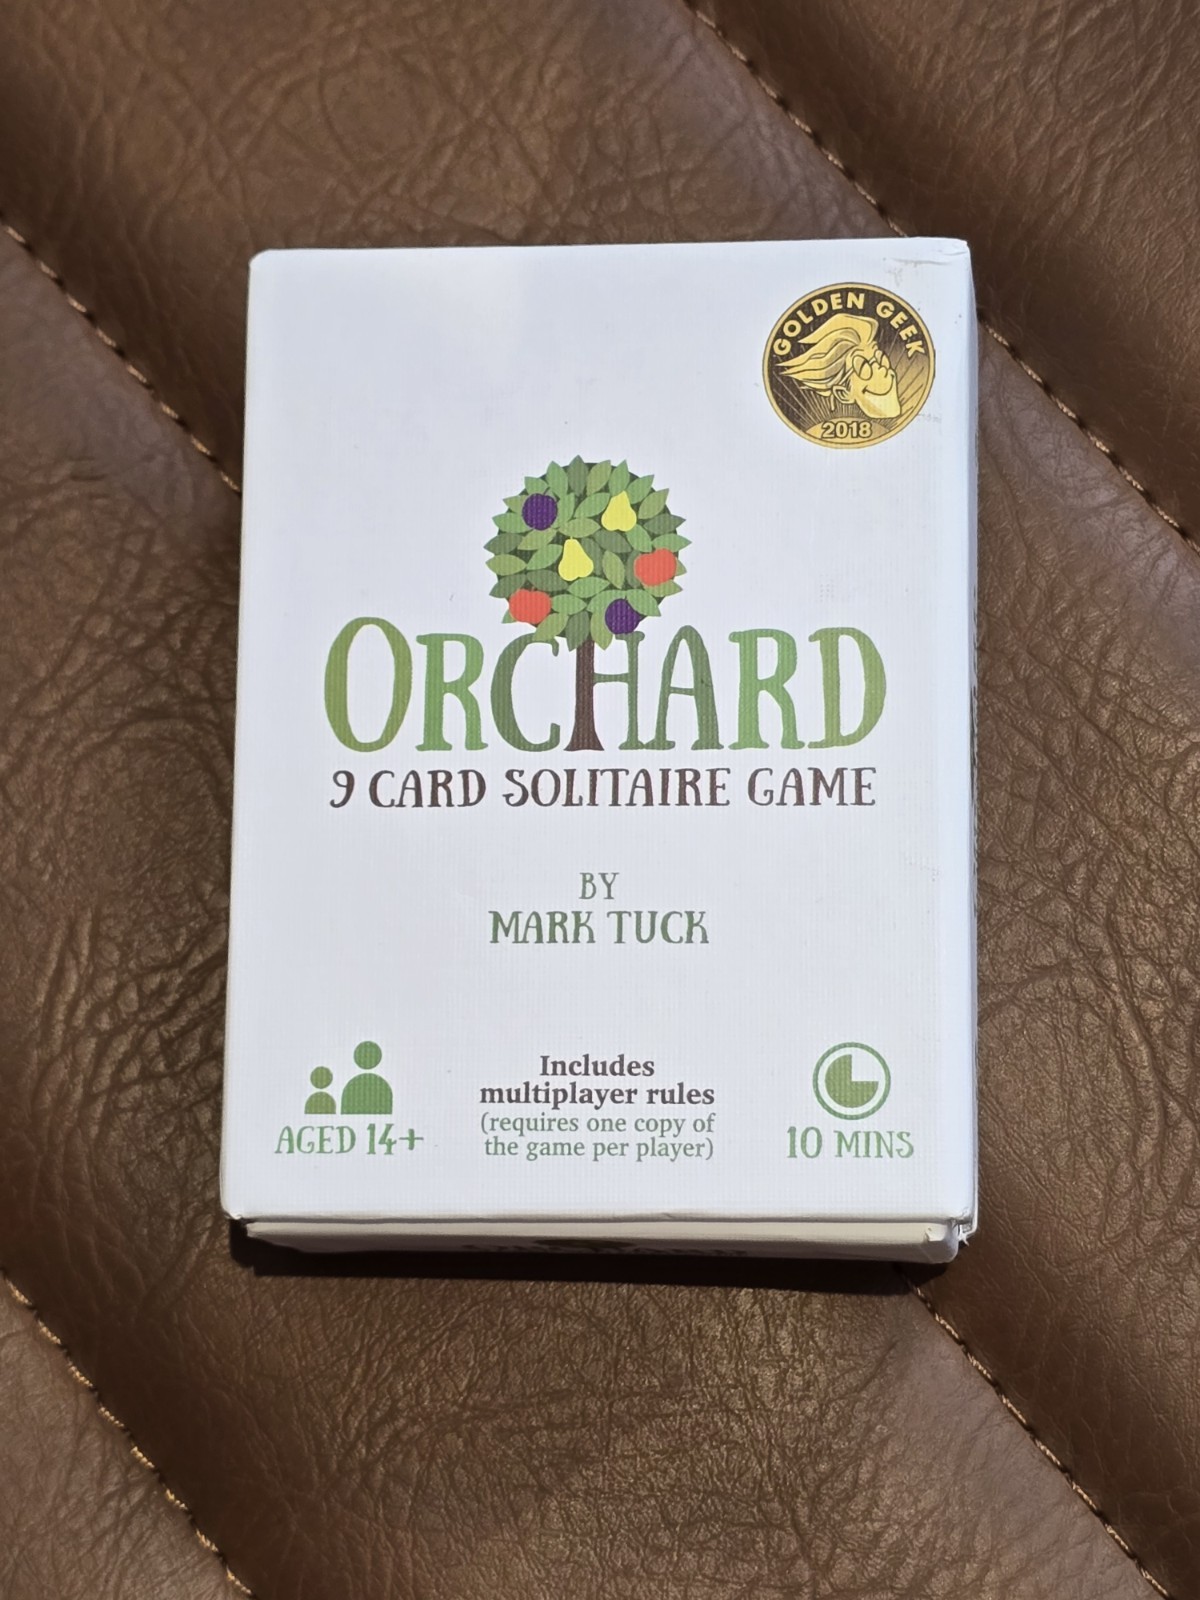 GOLDEN GEEK
2018
ORCHARD
9 CARD SOLITAIRE GAME
BY
MARK TUCK
Includes
multiplayer rules
(requires one copy of
the game per player)
AGED 14+
10 MINS